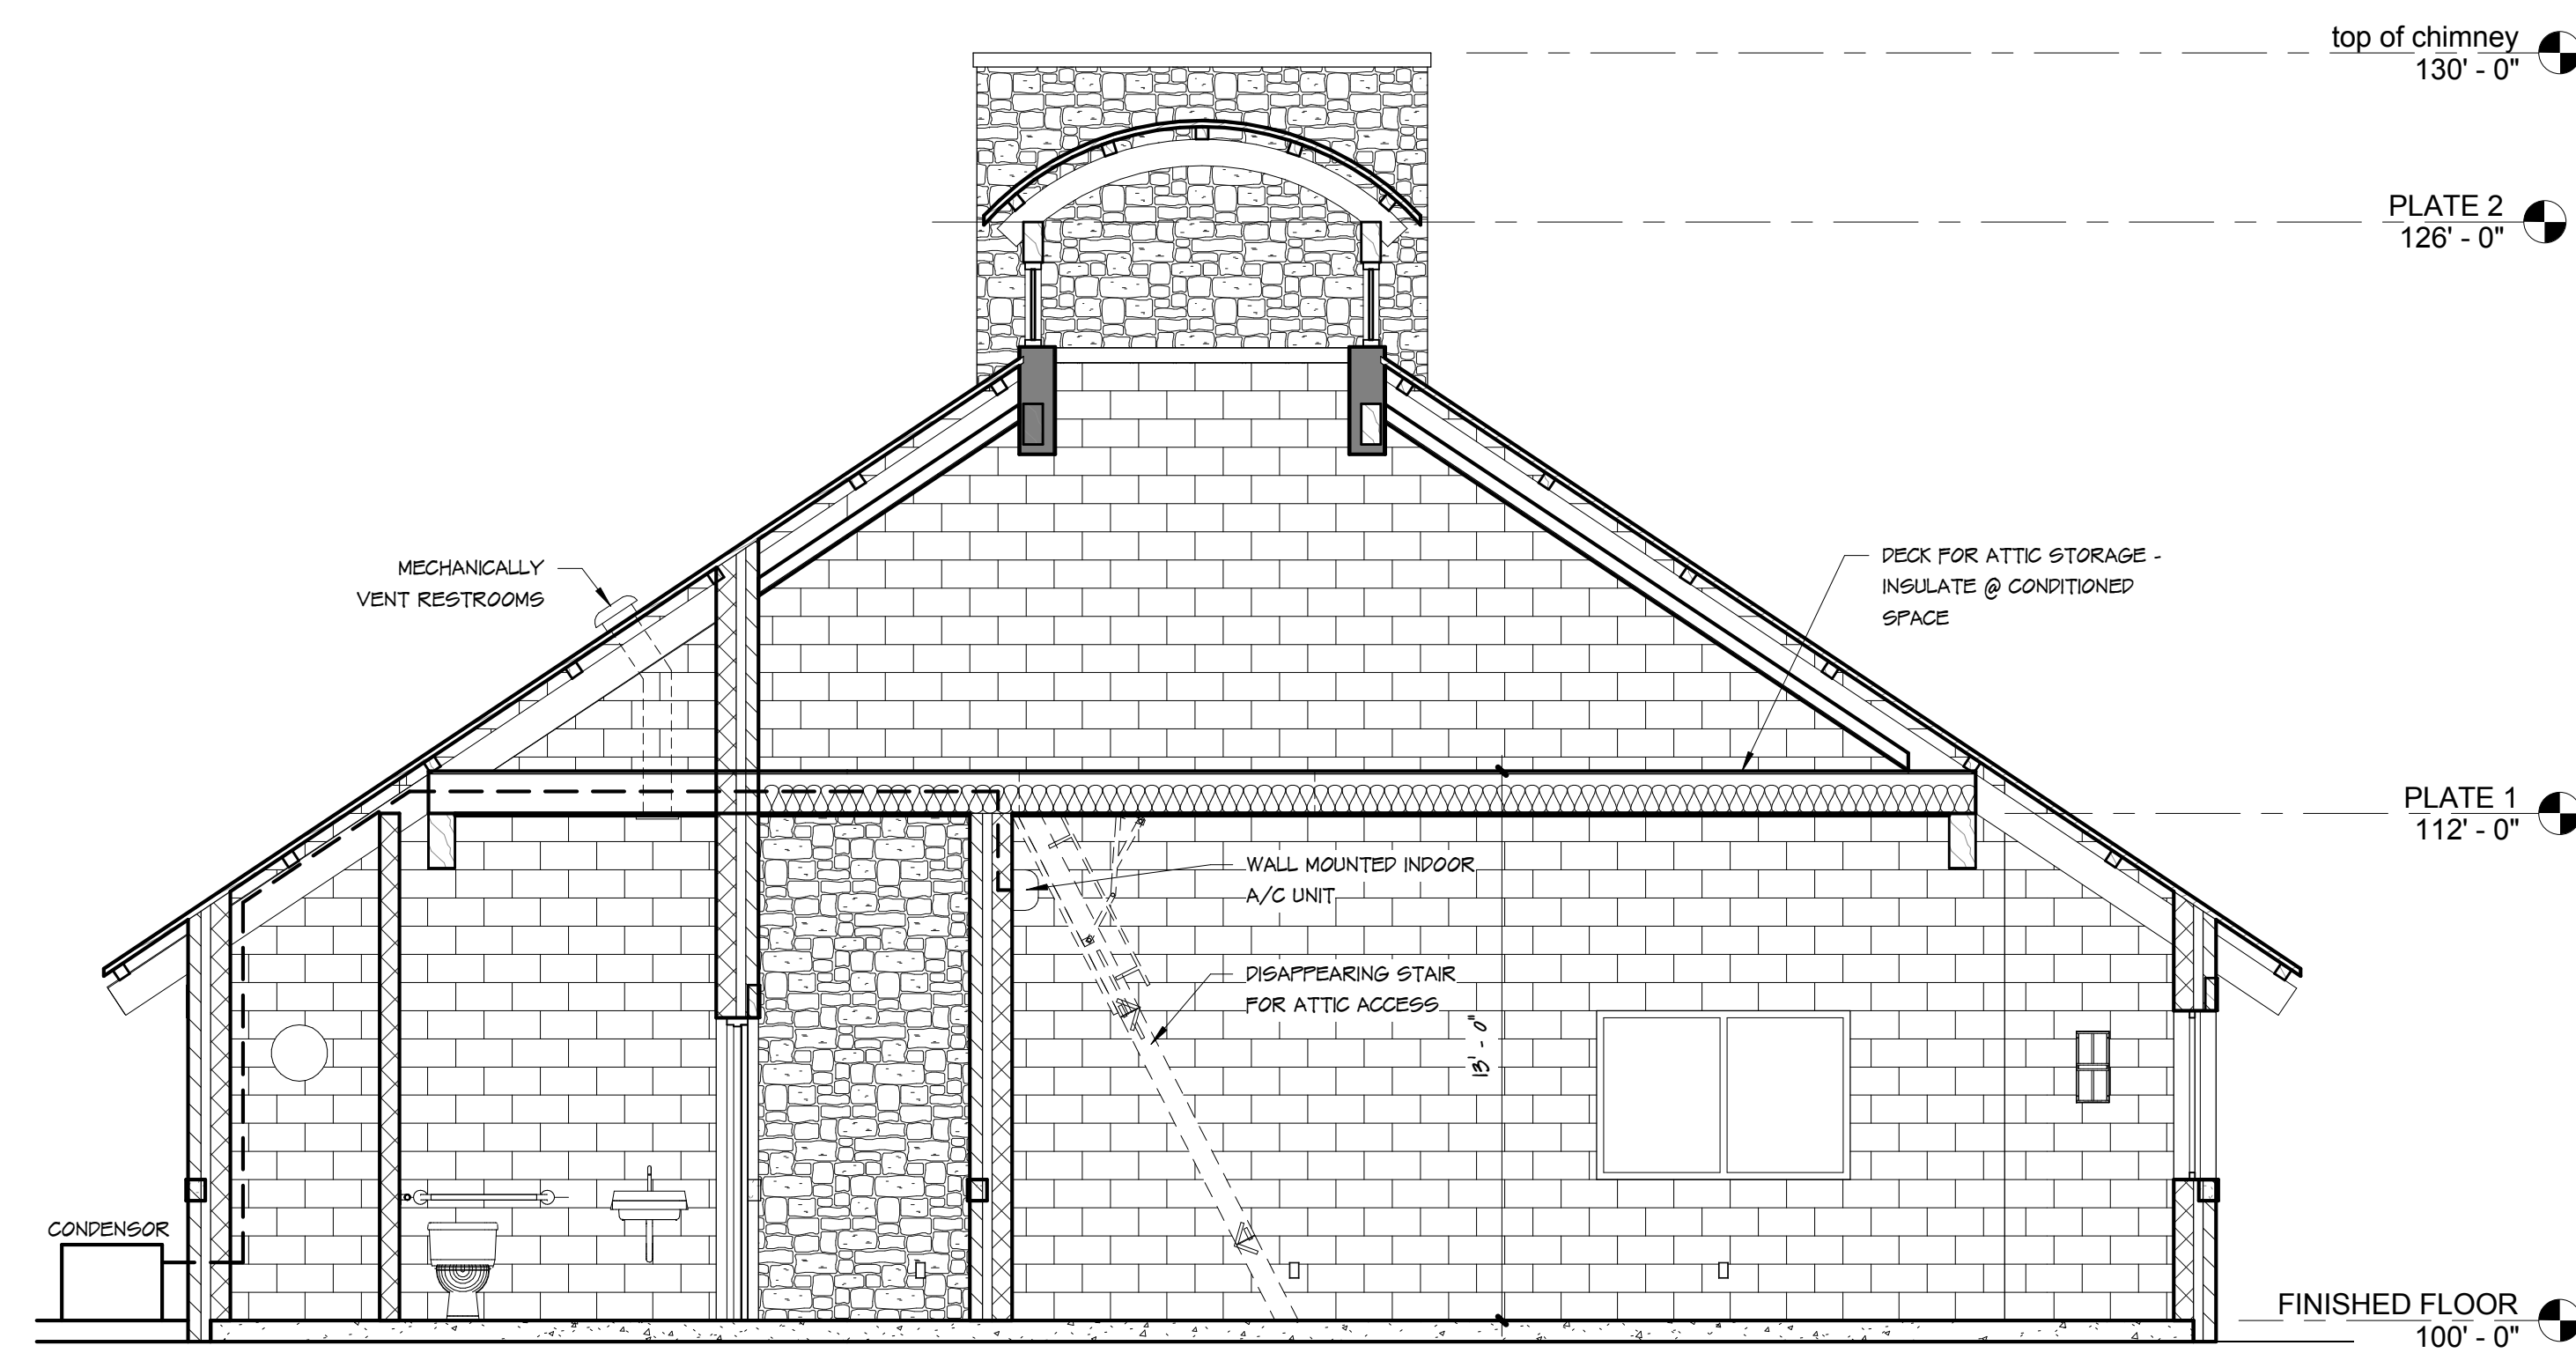 top of chimney
130' - 0"
PLATE 2
126' - 0"
MECHANICALLY
VENT RESTROOMS
DECK FOR ATTIC STORAGE -
INSULATE @ CONDITIONED
SPACE
PLATE 1
112' - 0"
WALL MOUNTED INDOOR
A/C UNIT
DISAPPEARING STAIR
FOR ATTIC ACCESS
13' - 0"
CONDENSOR
FINISHED FLOOR
100' - 0"